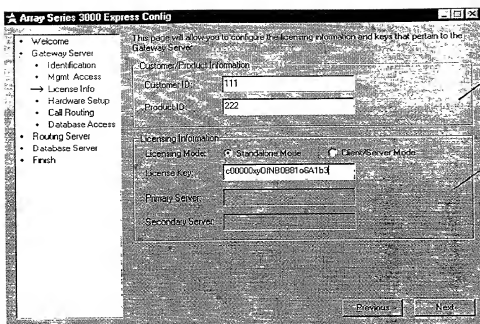 Array Series 3000 Express Config
Welcome
Gateway Server
Identification
Mgmt Access
License Info
Hardware Setup
Call Routing
Database Access
Routing Server
Database Server
Finish
This page will allow you to configure the licensing information and keys that pertain to the
Gateway Server
Customer/Product Information
Customer ID: 111
Product ID: 222
Licensing Information
Licensing Mode: Standalone Mode Client/Server Mode
License Key:
Primary Server:
Secondary Server:
Previous Next